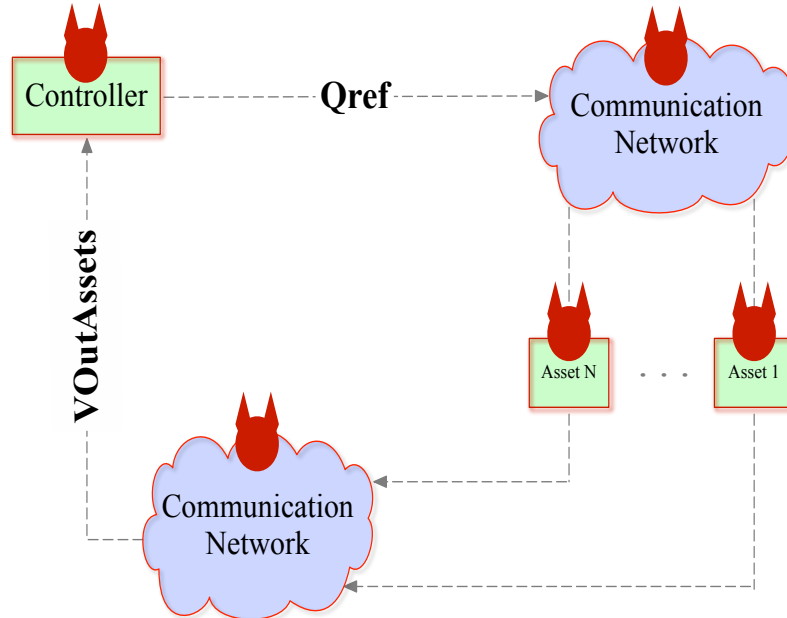 Controller
Qref
Communication
Network
VOutAssets
Asset N
. . .
Asset 1
Communication
Network